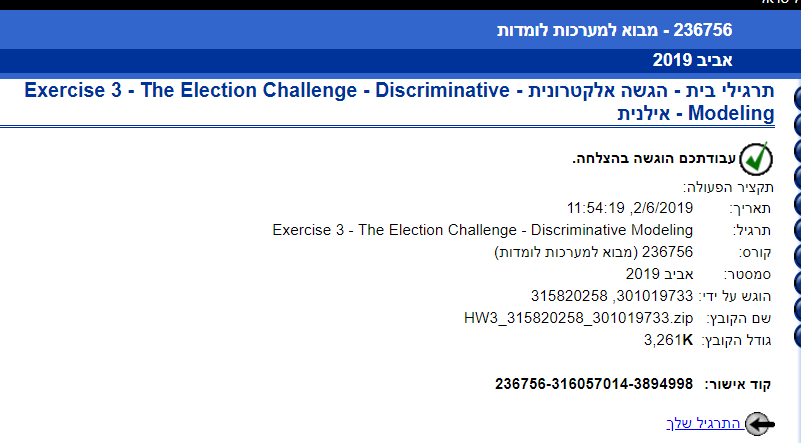 236756 - מבוא למערכות לומדות
אביב 2019
תרגילי בית - הגשה אלקטרונית - Exercise 3 - The Election Challenge - Discriminative
Modeling - אילנית
עבודתכם הוגשה בהצלחה.
תקציר הפעולה:
תאריך: 2/6/2019, 11:54:19
תרגיל: Exercise 3 - The Election Challenge - Discriminative Modeling
קורס: 236756 (מבוא למערכות לומדות)
סמסטר: אביב 2019
הוגש על ידי: 301019733, 315820258
שם הקובץ: HW3_315820258_301019733.zip
גודל הקובץ: 3,261K
קוד אישור: 236756-316057014-3894998
התרגיל שלך